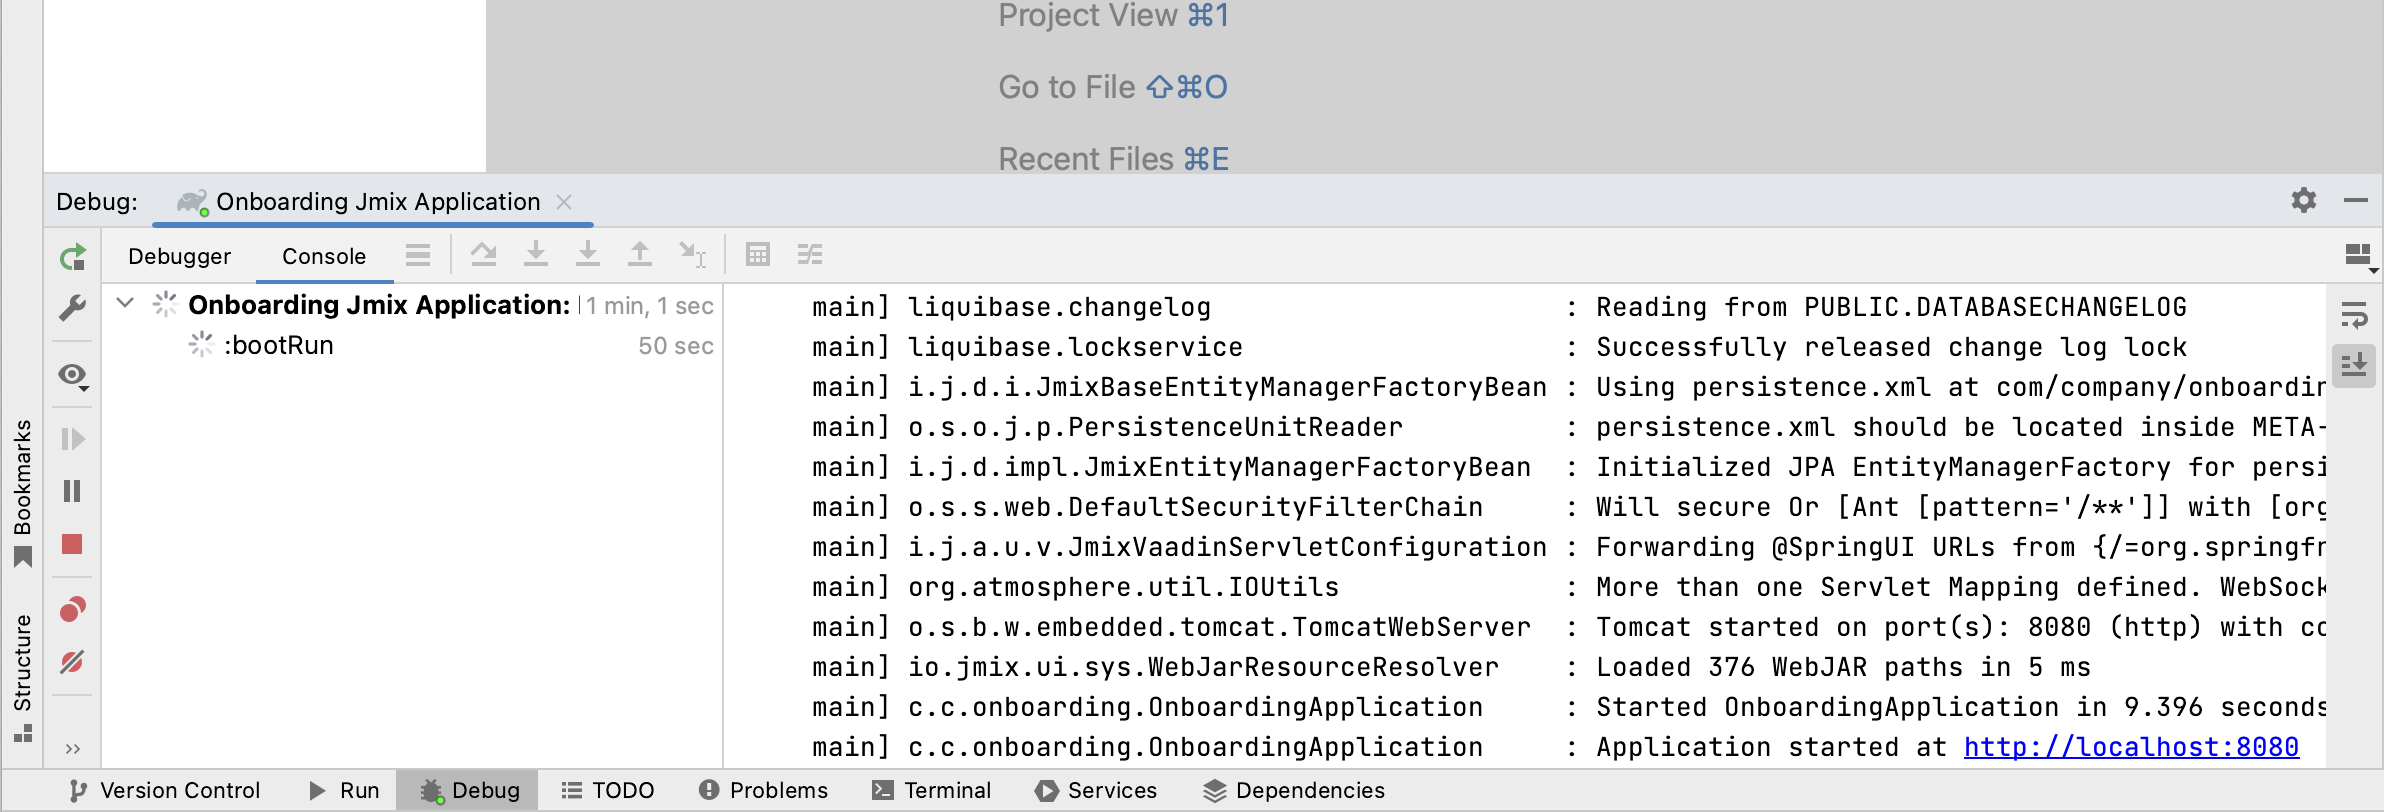 Project View ⌘1
Go to File ⇧⌘O
Recent Files ⌘E
Debug: Onboarding Jmix Application
Debugger Console
Onboarding Jmix Application: 1 min, 1 sec
:bootRun 50 sec
main] liquibase.changelog : Reading from PUBLIC.DATABASECHANGELOG
main] liquibase.lockservice : Successfully released change log lock
main] i.j.d.i.JmixBaseEntityManagerFactoryBean : Using persistence.xml at com/company/onboardin
main] o.s.o.j.p.PersistenceUnitReader : persistence.xml should be located inside META-
main] i.j.d.impl.JmixEntityManagerFactoryBean : Initialized JPA EntityManagerFactory for persi
main] o.s.s.web.DefaultSecurityFilterChain : Will secure Or [Ant [pattern='/**']] with [org
main] i.j.a.u.v.JmixVaadinServletConfiguration : Forwarding @SpringUI URLs from {/=org.springfr
main] org.atmosphere.util.IOUtils : More than one Servlet Mapping defined. WebSock
main] o.s.b.w.embedded.tomcat.TomcatWebServer : Tomcat started on port(s): 8080 (http) with co
main] io.jmix.ui.sys.WebJarResourceResolver : Loaded 376 WebJAR paths in 5 ms
main] c.c.onboarding.OnboardingApplication : Started OnboardingApplication in 9.396 seconds
main] c.c.onboarding.OnboardingApplication : Application started at http://localhost:8080
Bookmarks
Structure
Version Control Run Debug TODO Problems Terminal Services Dependencies